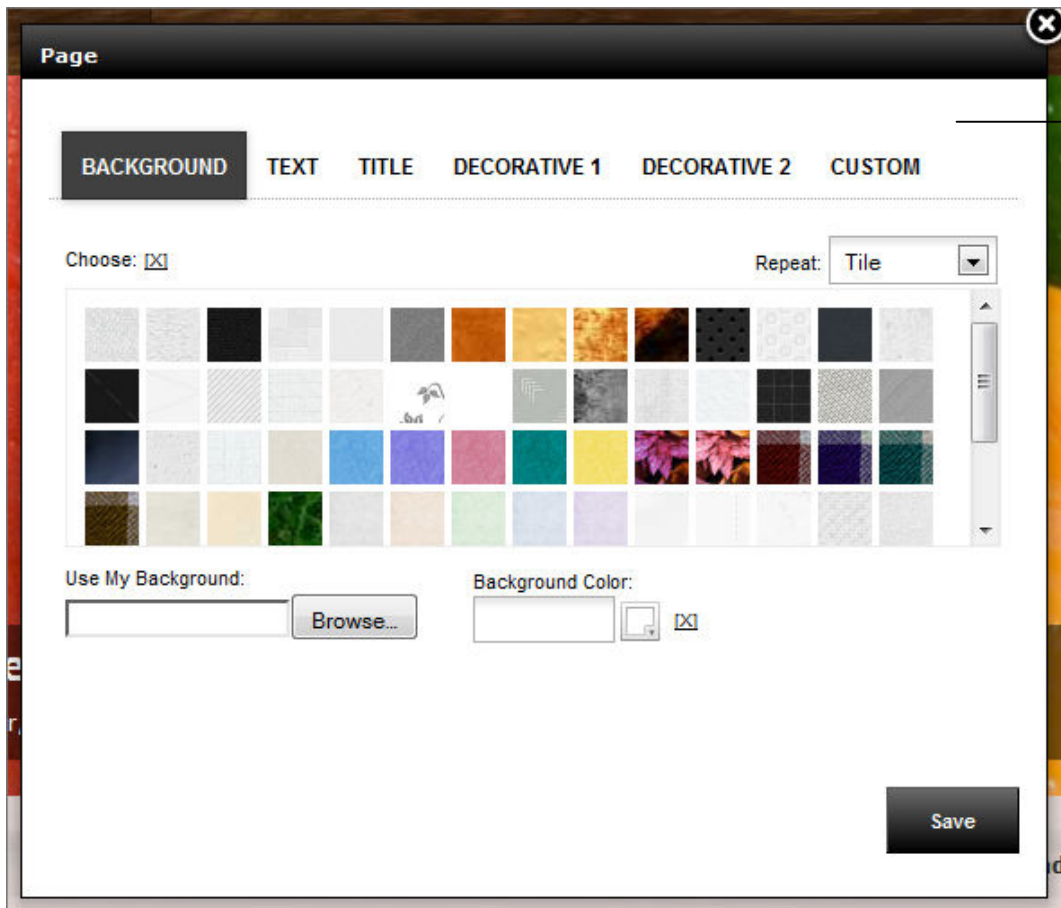 Page
BACKGROUND TEXT TITLE DECORATIVE 1 DECORATIVE 2 CUSTOM
Choose: [X] Repeat: Tile
Use My Background: Background Color:
Browse... [X]
Save